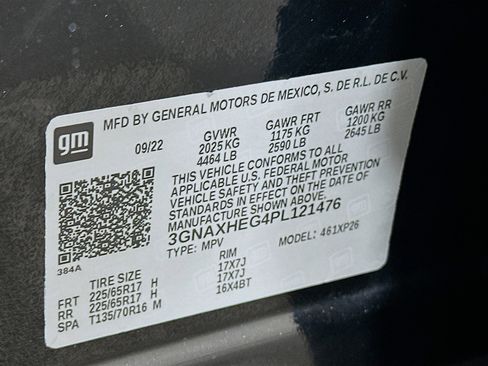 gm
MFD BY GENERAL MOTORS DE MEXICO, S. DE R.L. DE C.V.
09/22 GVWR GAWR FRT GAWR RR
2025 KG 1175 KG 1200 KG
4464 LB 2590 LB 2645 LB
THIS VEHICLE CONFORMS TO ALL
APPLICABLE U.S. FEDERAL MOTOR
VEHICLE SAFETY AND THEFT PREVENTION
STANDARDS IN EFFECT ON THE DATE OF
MANUFACTURE SHOWN ABOVE.
3GNAXHEG4PL121476
TYPE: MPV MODEL: 461XP26
384A
TIRE SIZE RIM
FRT 225/65R17 H 17X7J
RR 225/65R17 H 17X7J
SPA T135/70R16 M 16X4BT